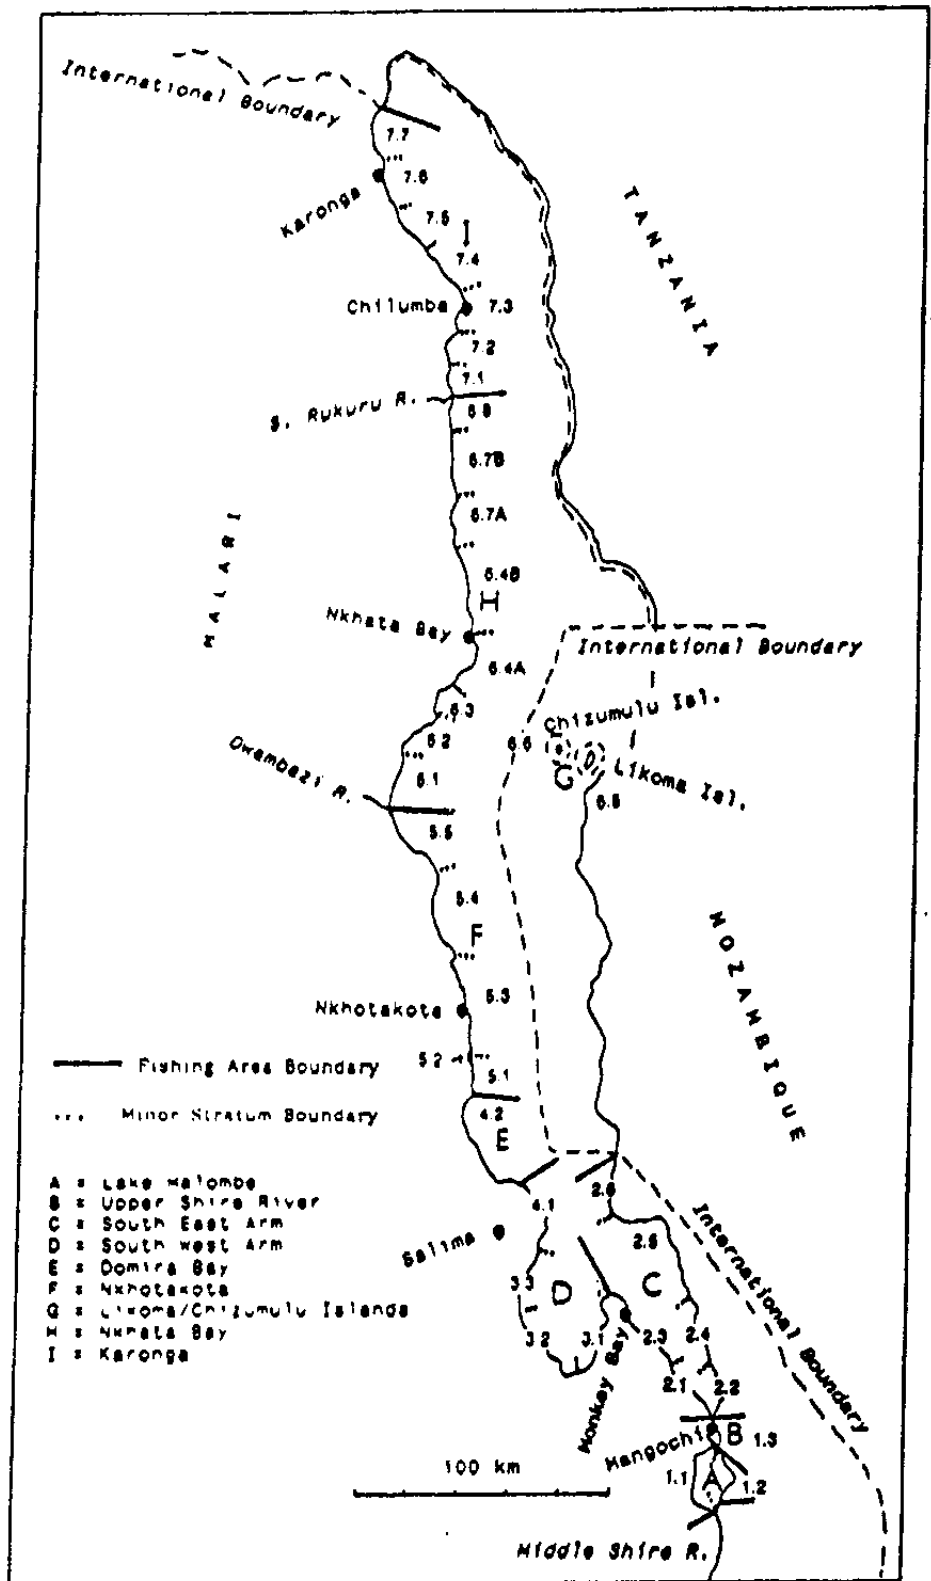 International Boundary
7.7
7.6
Karonga
7.5
I
7.4
TANZANIA
Chilumba
7.3
7.2
7.1
S. Rukuru R.
6.8
6.7B
6.7A
MALAWI
6.4B
H
Nkhata Bay
International Boundary
6.4A
6.3
Chizumulu Isl.
6.2
6.6
Dwambazi R.
6.1
G
Likoma Isl.
6.5
5.5
5.4
F
MOZAMBIQUE
5.3
Nkhotakota
5.2
Fishing Area Boundary
5.1
4.2
... Minor Stratum Boundary
E
A = Lake Malombe
B = Upper Shire River
C = South East Arm
D = South West Arm
E = Domira Bay
F = Nkhotakota
G = Likoma/Chizumulu Islands
H = Nkhata Bay
I = Karonga
2.6
4.1
International Boundary
Salima
2.5
3.3
D
C
3.2
3.1
Monkey Bay
2.3
2.4
2.1
2.2
Mangochi
B
1.3
100 km
1.1
A
1.2
Middle Shire R.